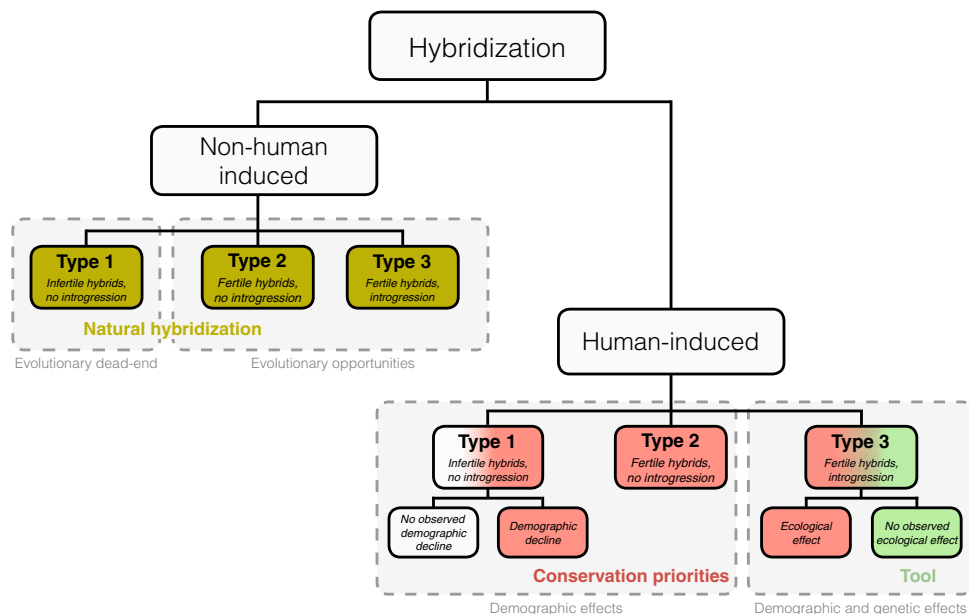 Hybridization
Non-human
induced
Type 1
Infertile hybrids,
no introgression
Type 2
Fertile hybrids,
no introgression
Type 3
Fertile hybrids,
introgression
Natural hybridization
Evolutionary dead-end
Evolutionary opportunities
Human-induced
Type 1
Infertile hybrids,
no introgression
Type 2
Fertile hybrids,
no introgression
Type 3
Fertile hybrids,
introgression
No observed
demographic
decline
Demographic
decline
Ecological
effect
No observed
ecological effect
Conservation priorities
Tool
Demographic effects
Demographic and genetic effects